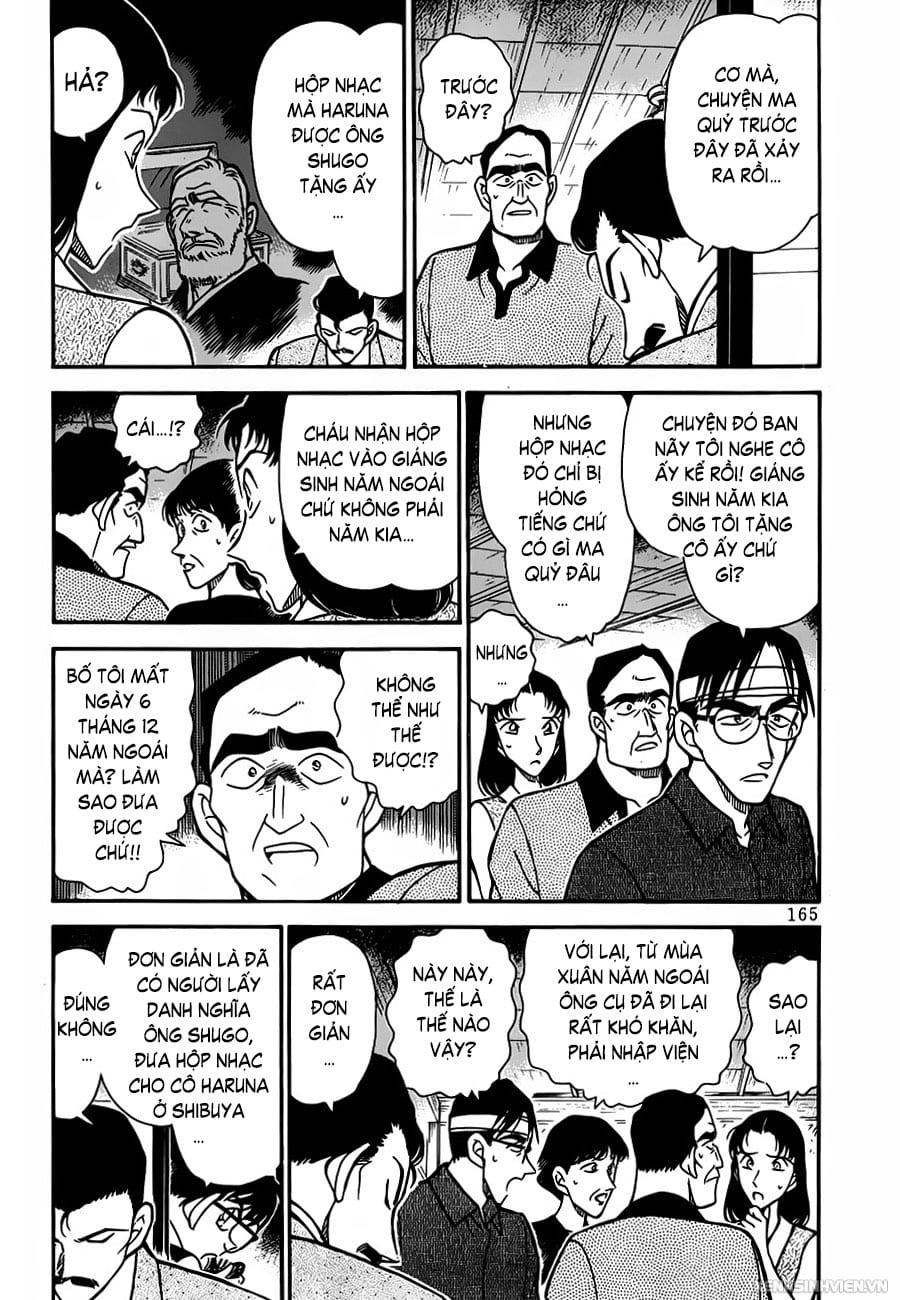 CƠ MÀ,
CHUYỆN MA
QUỶ TRƯỚC
ĐÂY ĐÃ XẢY
RA RỒI...
TRƯỚC
ĐÂY?
HỘP NHẠC
MÀ HARUNA
ĐƯỢC ÔNG
SHUGO
TẶNG ẤY
...
HẢ?
CHUYỆN ĐÓ BAN
NÃY TÔI NGHE CÔ
ẤY KỂ RỒI! GIÁNG
SINH NĂM KIA
ÔNG TÔI TẶNG
CÔ ẤY CHỨ
GÌ?
NHƯNG
HỘP NHẠC
ĐÓ CHỈ BỊ
HỎNG
TIẾNG CHỨ
CÓ GÌ MA
QUỶ ĐÂU
...
NHƯNG
...
CHÁU NHẬN HỘP
NHẠC VÀO GIÁNG
SINH NĂM NGOÁI
CHỨ KHÔNG PHẢI
NĂM KIA...
CÁI...!?
KHÔNG
THỂ NHƯ
THẾ
ĐƯỢC!?
BỐ TÔI MẤT
NGÀY 6
THÁNG 12
NĂM NGOÁI
MÀ? LÀM
SAO ĐƯA
ĐƯỢC
CHỨ!!
165
SAO
LẠI
...?
VỚI LẠI, TỪ MÙA
XUÂN NĂM NGOÁI
ÔNG CỤ ĐÃ ĐI LẠI
RẤT KHÓ KHĂN,
PHẢI NHẬP VIỆN
...
NÀY NÀY,
THẾ LÀ
THẾ NÀO
VẬY?
RẤT
ĐƠN
GIẢN
...
ĐƠN GIẢN LÀ ĐÃ
CÓ NGƯỜI LẤY
DANH NGHĨA
ÔNG SHUGO,
ĐƯA HỘP NHẠC
CHO CÔ HARUNA
Ở SHIBUYA
...
ĐÚNG
KHÔNG
...